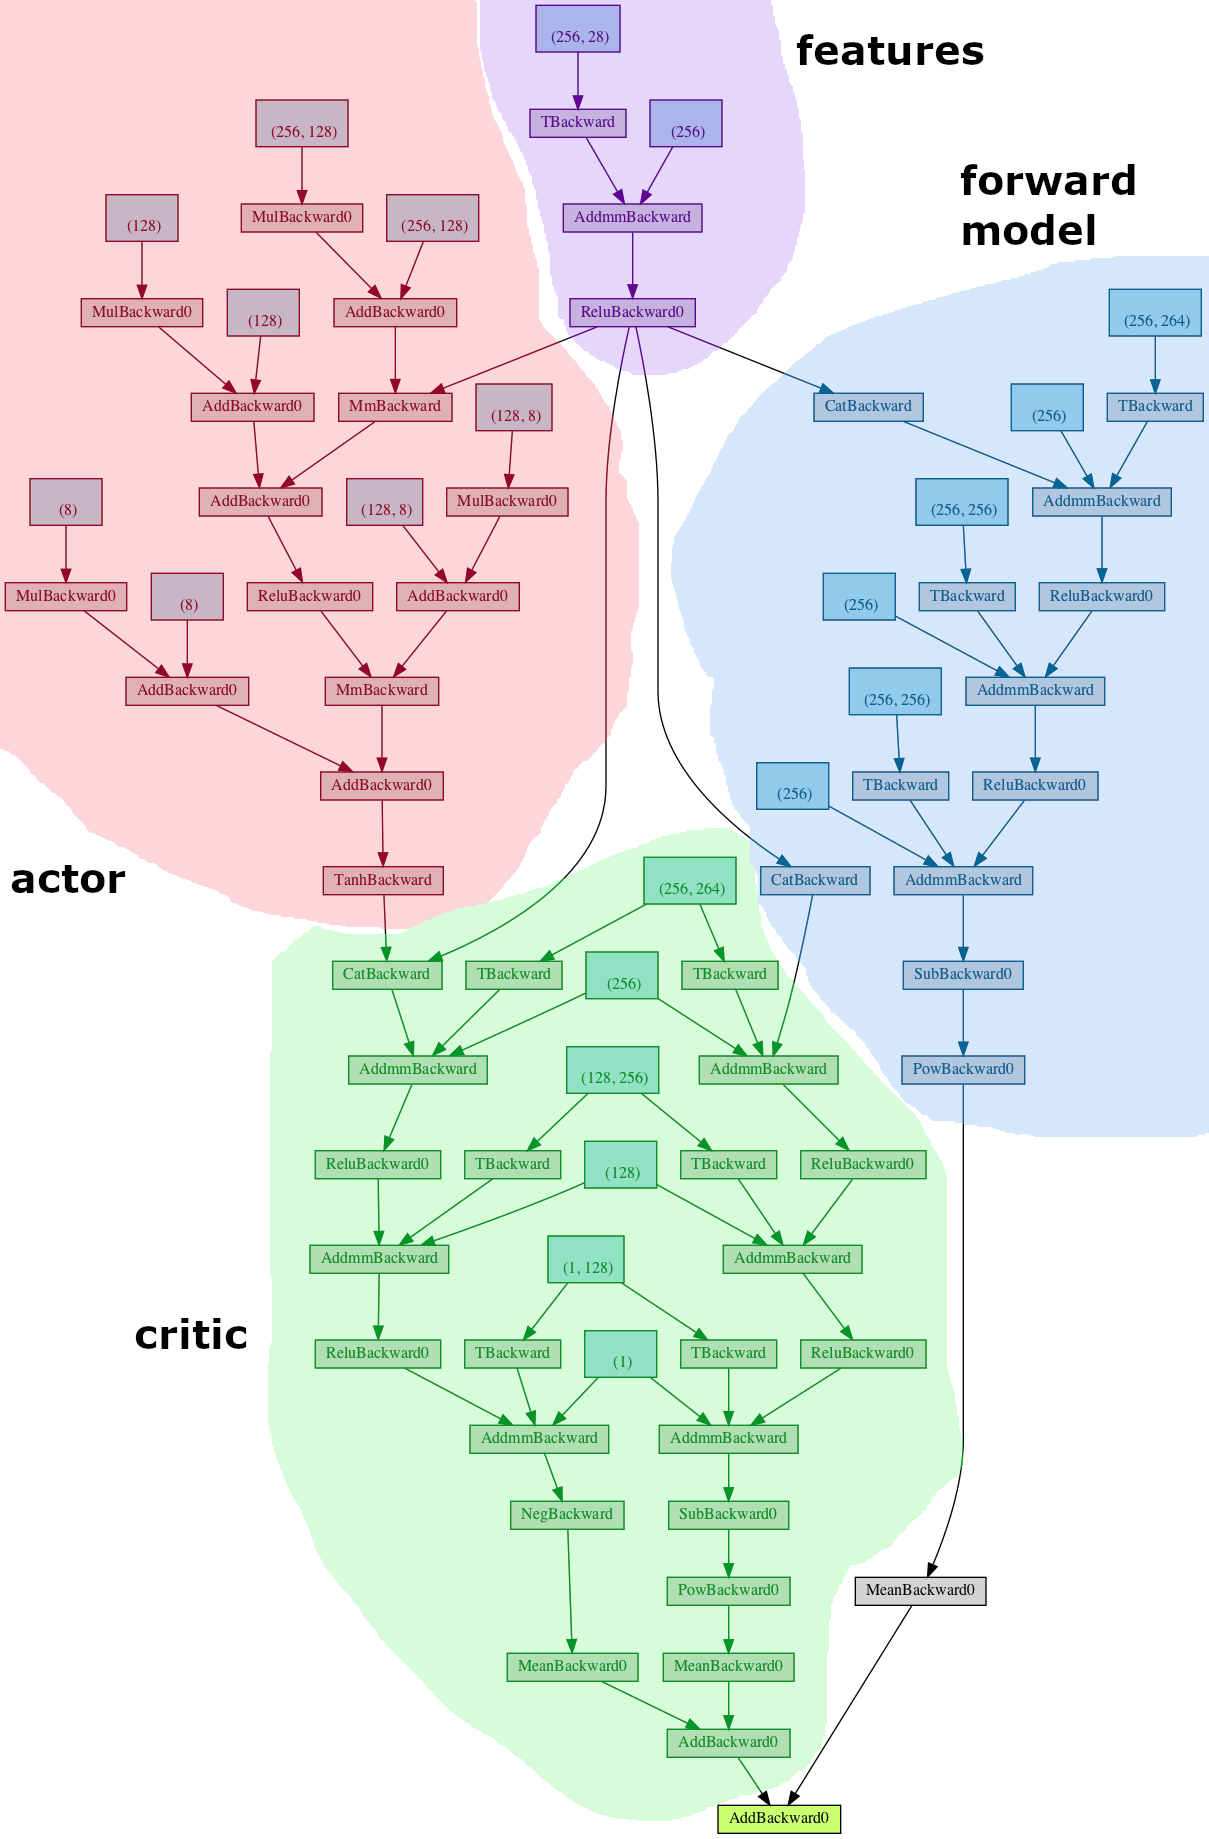 (256, 28)
features
(256, 128)
TBackward
(256)
forward
model
(128)
MulBackward0
(256, 128)
AddmmBackward
MulBackward0
(128)
AddBackward0
ReluBackward0
(256, 264)
AddBackward0
MmBackward
(128, 8)
CatBackward
(256)
TBackward
(8)
AddBackward0
(128, 8)
MulBackward0
(256, 256)
AddmmBackward
MulBackward0
(8)
ReluBackward0
AddBackward0
(256)
TBackward
ReluBackward0
AddBackward0
MmBackward
(256, 256)
AddmmBackward
AddBackward0
(256)
TBackward
ReluBackward0
actor
TanhBackward
(256, 264)
CatBackward
AddmmBackward
CatBackward
TBackward
(256)
TBackward
SubBackward0
AddmmBackward
(128, 256)
AddmmBackward
PowBackward0
ReluBackward0
TBackward
(128)
TBackward
ReluBackward0
AddmmBackward
(1, 128)
AddmmBackward
critic
ReluBackward0
TBackward
(1)
TBackward
ReluBackward0
AddmmBackward
AddmmBackward
NegBackward
SubBackward0
PowBackward0
MeanBackward0
MeanBackward0
MeanBackward0
AddBackward0
AddBackward0